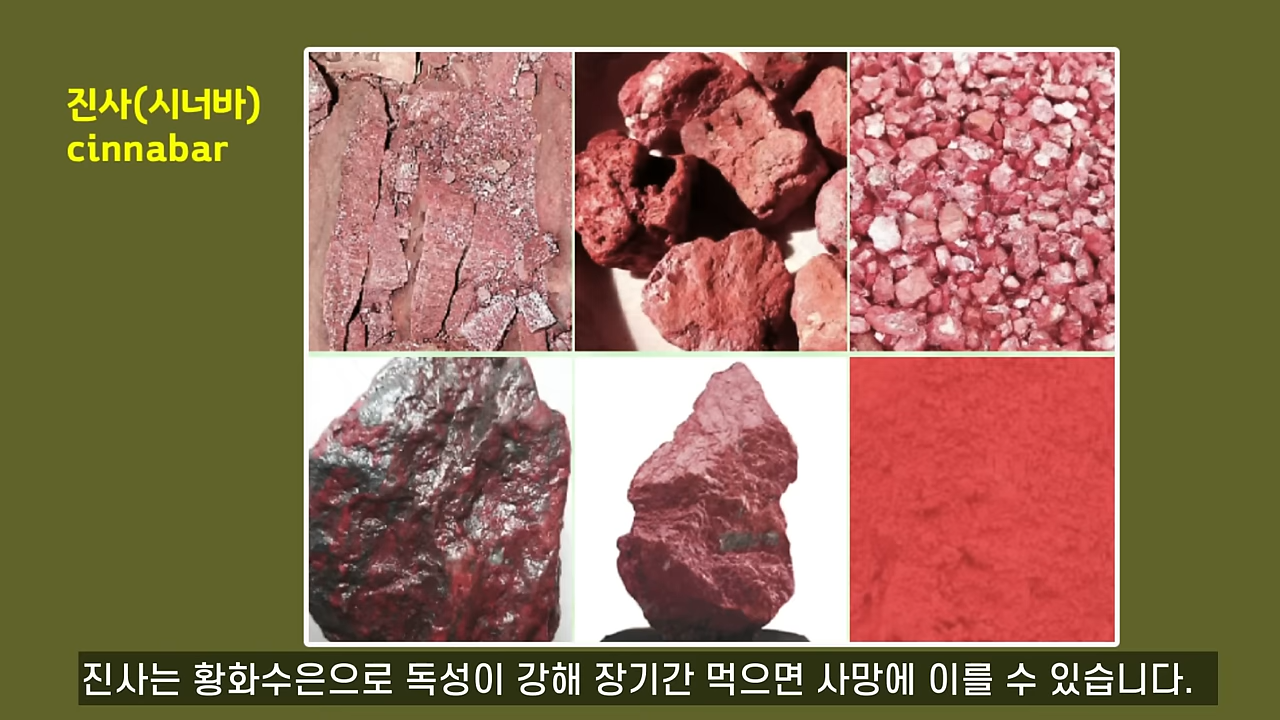 진사(시너바)
cinnabar
진사는 황화수은으로 독성이 강해 장기간 먹으면 사망에 이를 수 있습니다.